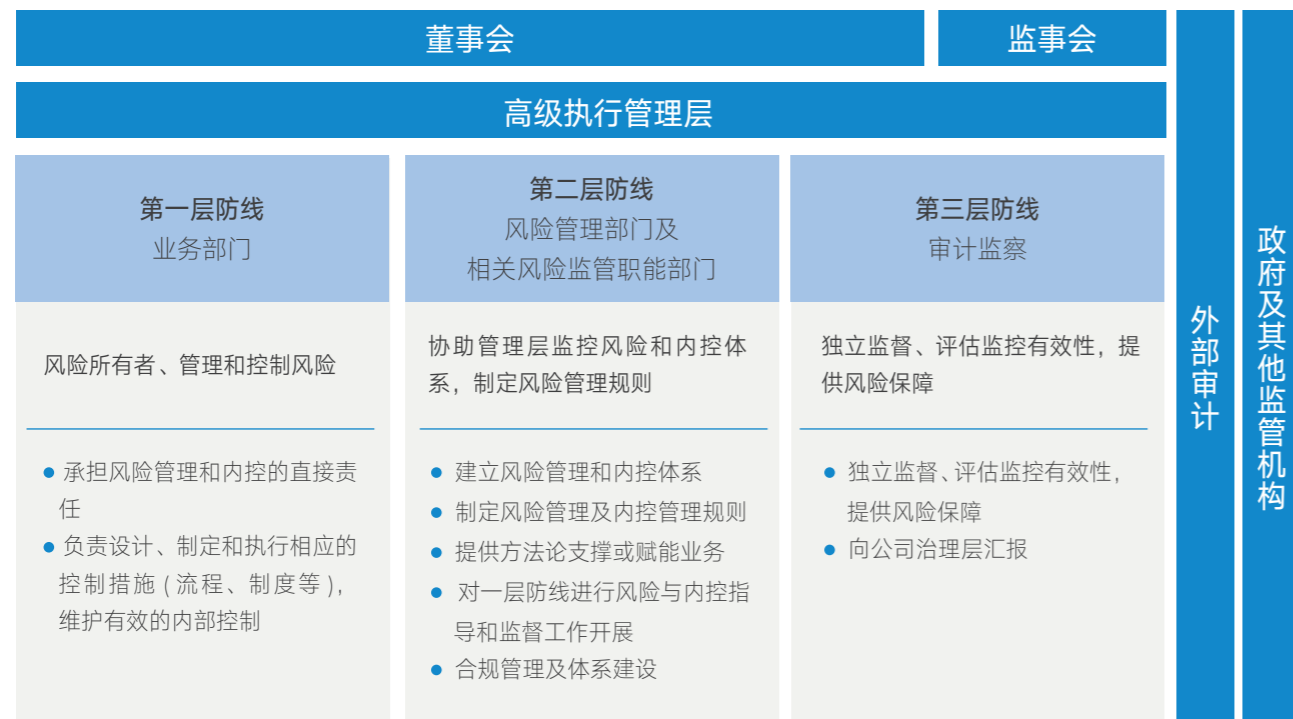 董事会
监事会
高级执行管理层
第一层防线
业务部门
风险所有者、管理和控制风险
● 承担风险管理和内控的直接责
任
● 负责设计、制定和执行相应的
控制措施（流程、制度等），
维护有效的内部控制
第二层防线
风险管理部门及
相关风险监管职能部门
协助管理层监控风险和内控体
系，制定风险管理规则
● 建立风险管理和内控体系
● 制定风险管理及内控管理规则
● 提供方法论支撑或赋能业务
● 对一层防线进行风险与内控指
导和监督工作开展
● 合规管理及体系建设
第三层防线
审计监察
独立监督、评估监控有效性，提
供风险保障
● 独立监督、评估监控有效性，
提供风险保障
● 向公司治理层汇报
外部审计
政府及其他监管机构